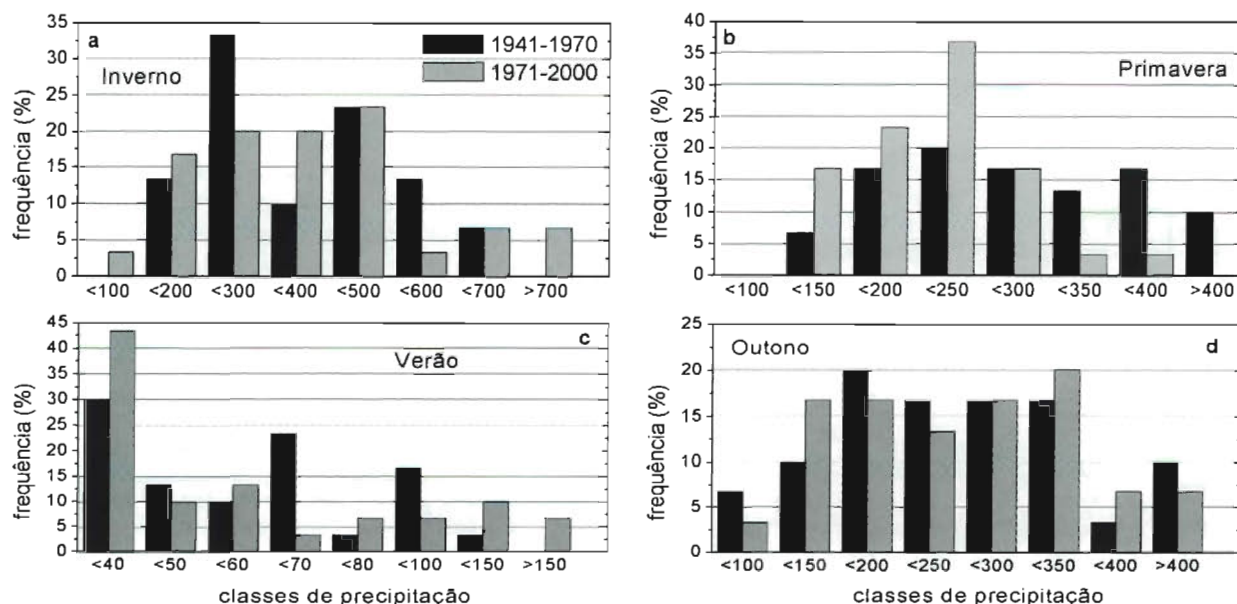 a
Inverno
1941-1970
1971-2000
frequência (%)
35
30
25
20
15
10
5
0
<100 <200 <300 <400 <500 <600 <700 >700
b
Primavera
frequência (%)
40
35
30
25
20
15
10
5
0
<100 <150 <200 <250 <300 <350 <400 >400
c
Verão
frequência (%)
45
40
35
30
25
20
15
10
5
0
<40 <50 <60 <70 <80 <100 <150 >150
classes de precipitação
d
Outono
frequência (%)
25
20
15
10
5
0
<100 <150 <200 <250 <300 <350 <400 >400
classes de precipitação